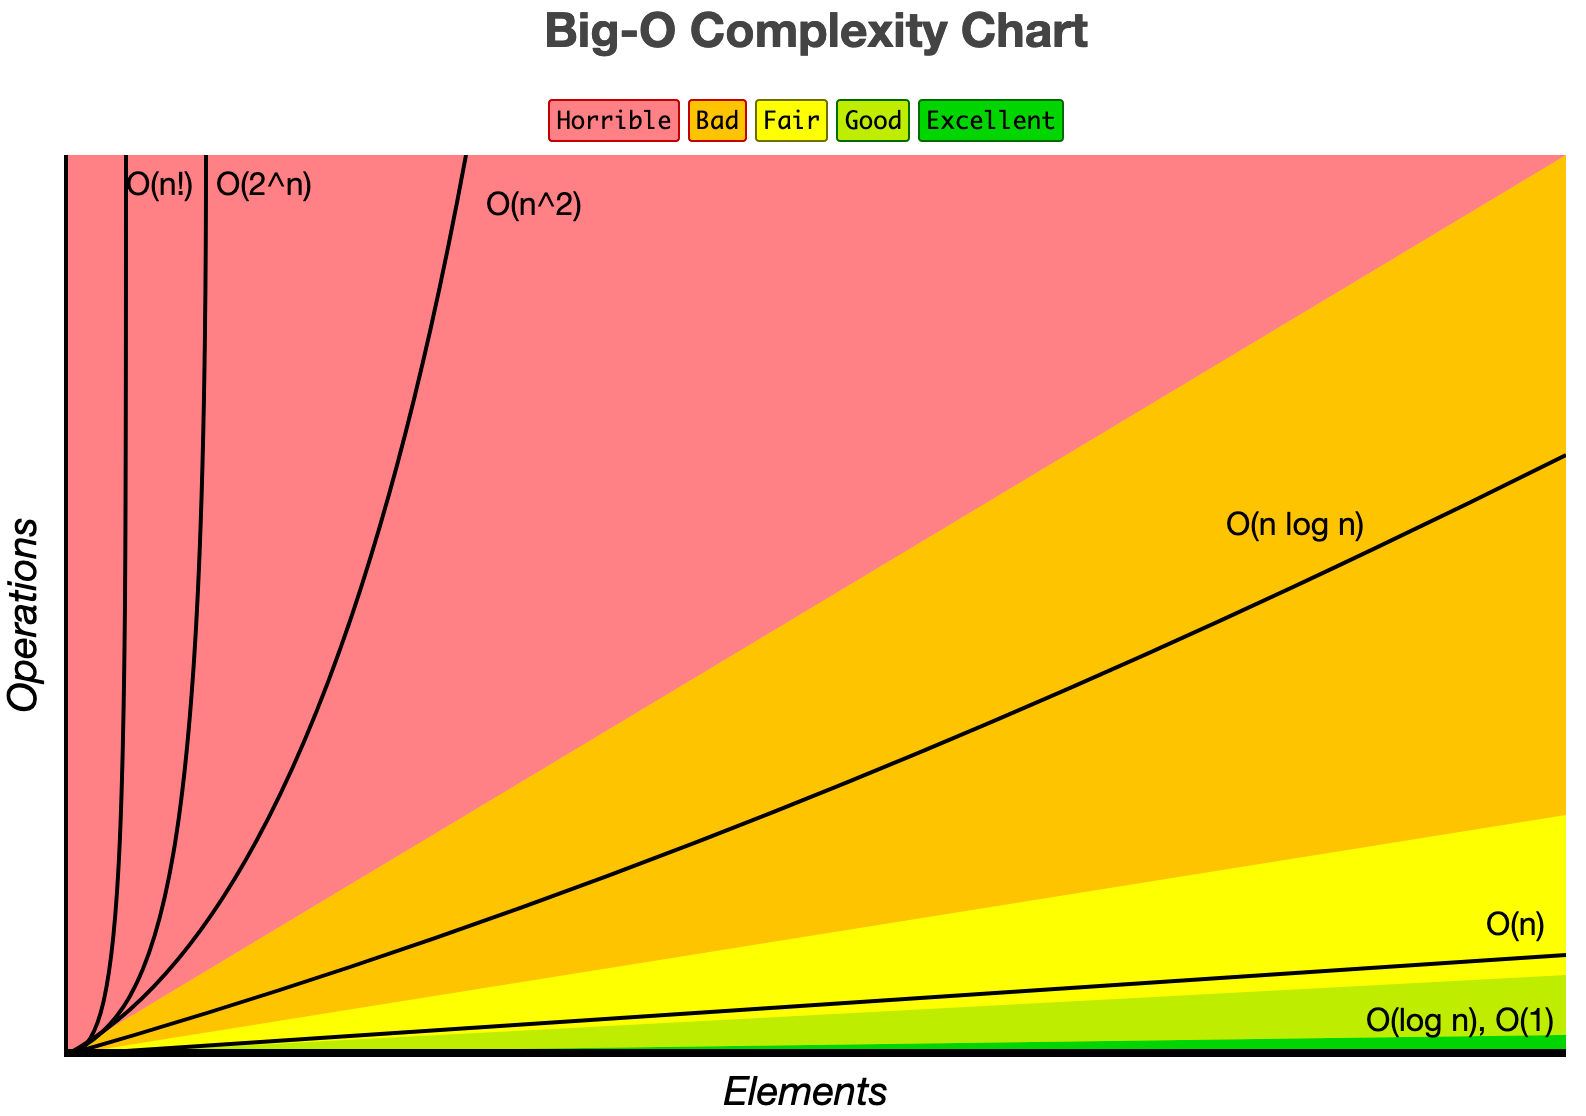 Big-O Complexity Chart
Horrible Bad Fair Good Excellent
O(n!) O(2^n)
O(n^2)
O(n log n)
O(n)
O(log n), O(1)
Operations
Elements